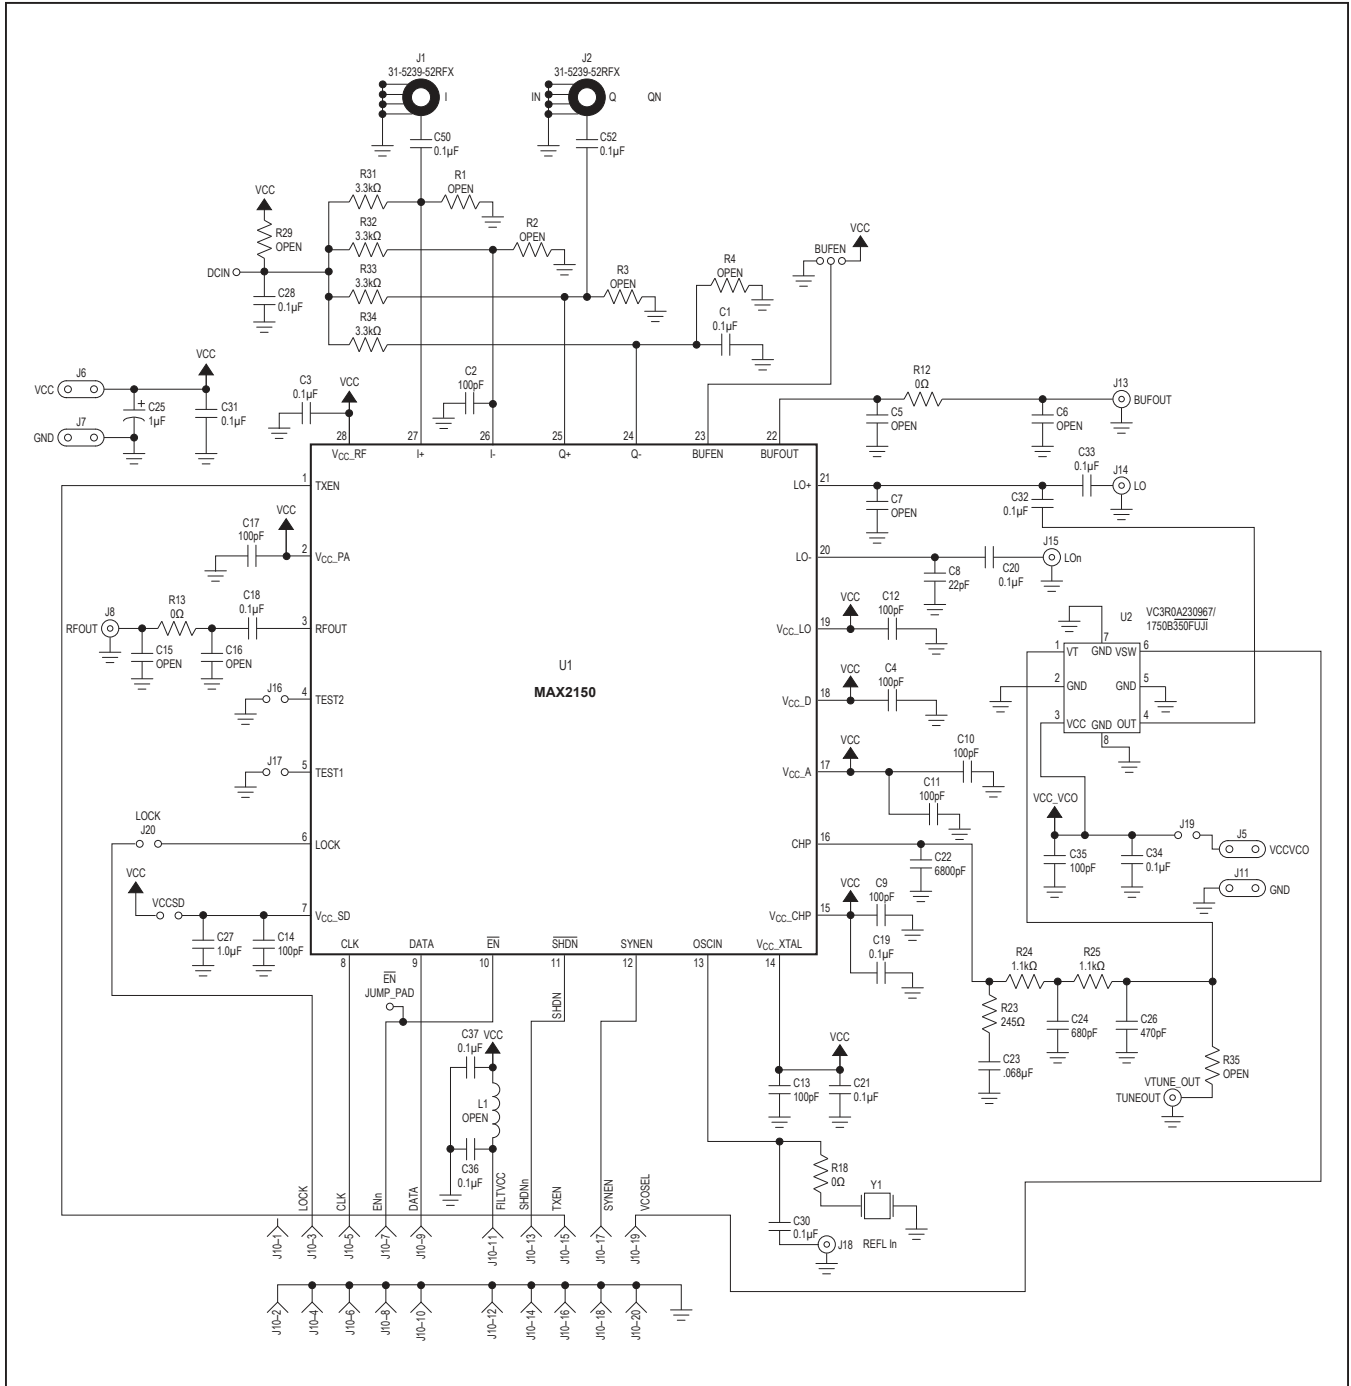 J1
31-5239-52RFX
I
J2
31-5239-52RFX
IN
Q
QN
C50
0.1µF
C52
0.1µF
VCC
R29
OPEN
DCIN
C28
0.1µF
R31
3.3kΩ
R1
OPEN
R32
3.3kΩ
R2
OPEN
R33
3.3kΩ
R3
OPEN
R34
3.3kΩ
R4
OPEN
C1
0.1µF
BUFEN
VCC
J6
VCC
J7
GND
C25
1µF
+
VCC
C31
0.1µF
C3
0.1µF
VCC
C2
100pF
R12
0Ω
J13
BUFOUT
C5
OPEN
C6
OPEN
28
27
26
25
24
23
22
VCC_RF
I+
I-
Q+
Q-
BUFEN
BUFOUT
1
TXEN
VCC
C17
100pF
2
VCC_PA
J8
RFOUT
R13
0Ω
C18
0.1µF
3
RFOUT
C15
OPEN
C16
OPEN
J16
4
TEST2
J17
5
TEST1
LOCK
J20
6
LOCK
VCC
VCCSD
7
VCC_SD
C27
1.0µF
C14
100pF
U1
MAX2150
LO+
21
C7
OPEN
C33
0.1µF
C32
0.1µF
J14
LO
LO-
20
C8
22pF
C20
0.1µF
J15
LOn
VCC
C12
100pF
VCC_LO
19
VCC
C4
100pF
VCC_D
18
VCC
C10
100pF
VCC_A
17
C11
100pF
CHP
16
C22
6800pF
VCC
C9
100pF
VCC_CHP
15
C19
0.1µF
U2
VC3R0A230967/
1750B350FUJI
1
VT
7
GND
VSW
6
2
GND
GND
5
3
VCC
GND
OUT
4
8
VCC_VCO
C35
100pF
C34
0.1µF
J19
J5
VCCVCO
J11
GND
R24
1.1kΩ
R25
1.1kΩ
R23
245Ω
C23
.068µF
C24
680pF
C26
470pF
R35
OPEN
VTUNE_OUT
TUNEOUT
CLK
DATA
EN
SHDN
SYNEN
OSCIN
VCC_XTAL
8
9
10
11
12
13
14
EN
JUMP_PAD
SHDN
C37
0.1µF
VCC
L1
OPEN
C36
0.1µF
VCC
C13
100pF
C21
0.1µF
R18
0Ω
Y1
C30
0.1µF
J18
REFL In
LOCK
CLK
ENn
DATA
FILTVCC
SHDNn
TXEN
SYNEN
VCOSEL
J10-1
J10-3
J10-5
J10-7
J10-9
J10-11
J10-13
J10-15
J10-17
J10-19
J10-2
J10-4
J10-6
J10-8
J10-10
J10-12
J10-14
J10-16
J10-18
J10-20